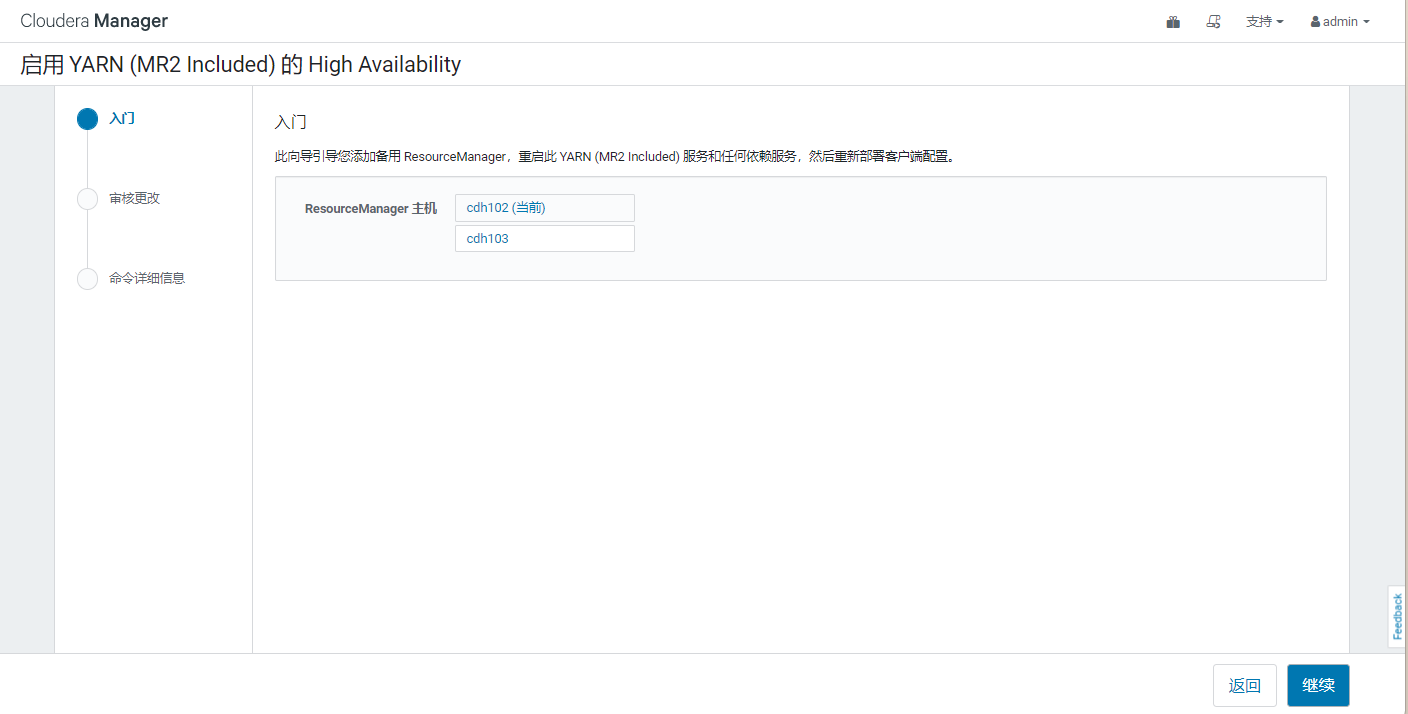 Cloudera Manager
支持
admin
启用 YARN (MR2 Included) 的 High Availability
入门
审核更改
命令详细信息
入门
此向导引导您添加备用 ResourceManager，重启此 YARN (MR2 Included) 服务和任何依赖服务，然后重新部署客户端配置。
ResourceManager 主机
cdh102 (当前)
cdh103
Feedback
返回
继续